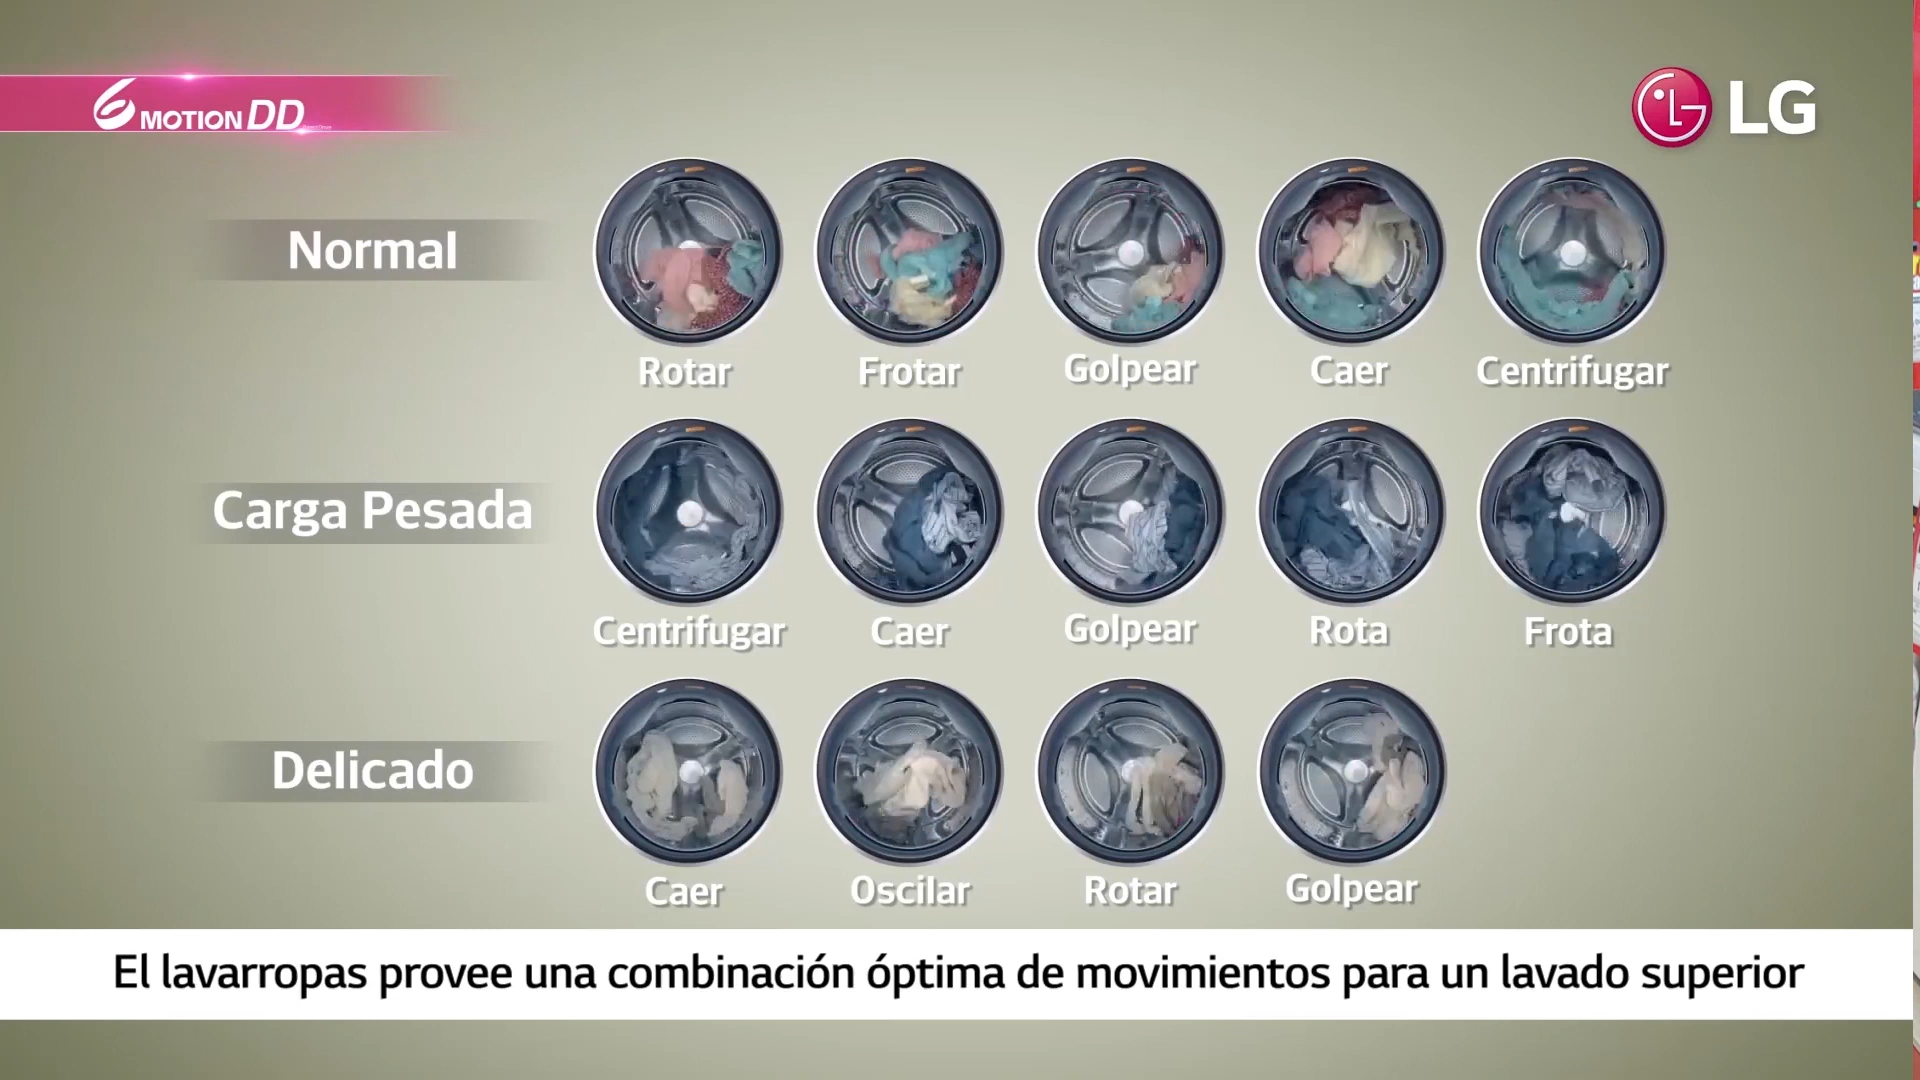 6 MOTION DD
LG
Normal
Rotar Frotar Golpear Caer Centrifugar
Carga Pesada
Centrifugar Caer Golpear Rota Frota
Delicado
Caer Oscilar Rotar Golpear
El lavarropas provee una combinación óptima de movimientos para un lavado superior